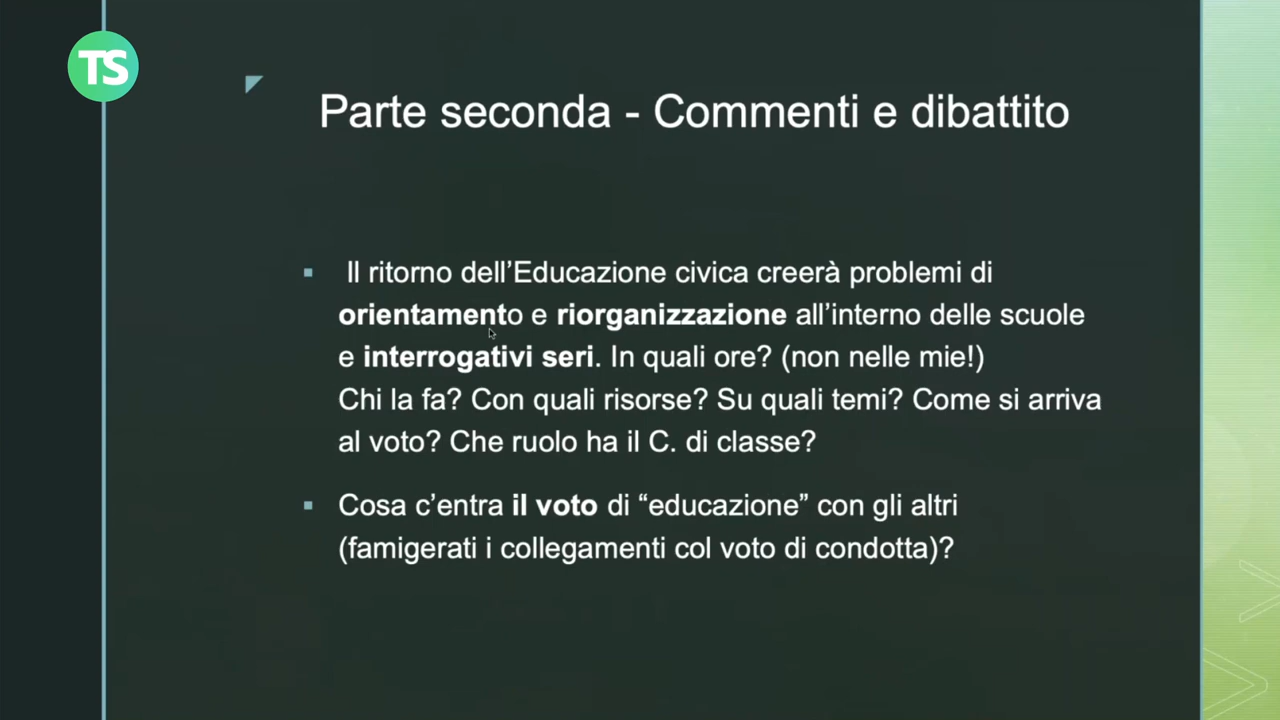 TS
Parte seconda - Commenti e dibattito
Il ritorno dell’Educazione civica creerà problemi di
orientamento e riorganizzazione all’interno delle scuole
e interrogativi seri. In quali ore? (non nelle mie!)
Chi la fa? Con quali risorse? Su quali temi? Come si arriva
al voto? Che ruolo ha il C. di classe?
Cosa c’entra il voto di “educazione” con gli altri
(famigerati i collegamenti col voto di condotta)?